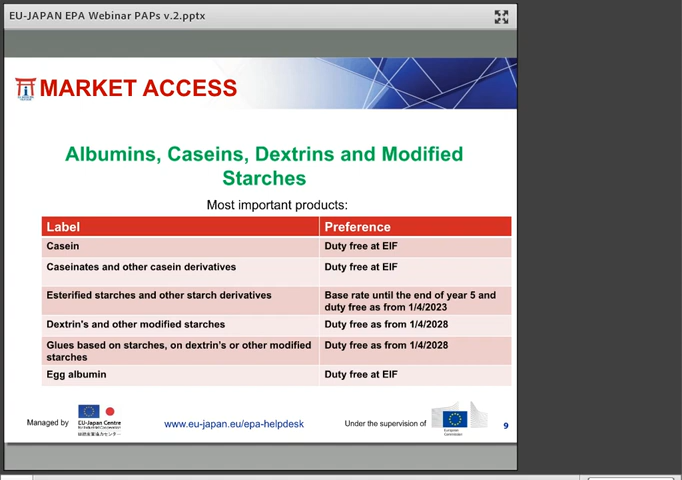 EU-JAPAN EPA Webinar PAPs v.2.pptx
MARKET ACCESS
Albumins, Caseins, Dextrins and Modified
Starches
Most important products:
Label
Preference
Casein
Duty free at EIF
Caseinates and other casein derivatives
Duty free at EIF
Esterified starches and other starch derivatives
Base rate until the end of year 5 and
duty free as from 1/4/2023
Dextrin's and other modified starches
Duty free as from 1/4/2028
Glues based on starches, on dextrin's or other modified
starches
Duty free as from 1/4/2028
Egg albumin
Duty free at EIF
Managed by
EU-Japan Centre
www.eu-japan.eu/epa-helpdesk
Under the supervision of
European
Commission
9